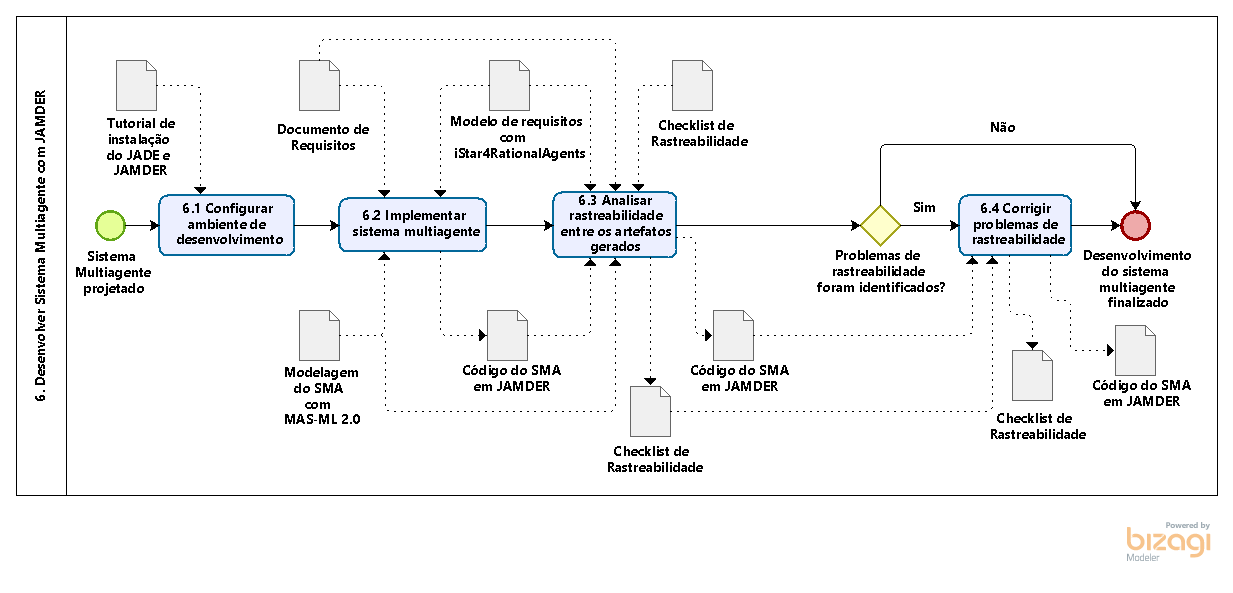 6. Desenvolver Sistema Multiagente com JAMDER
Tutorial de
instalação
do JADE e
JAMDER
Documento de
Requisitos
Modelo de requisitos
com
iStar4RationalAgents
Checklist de
Rastreabilidade
Não
Sistema
Multiagente
projetado
6.1 Configurar
ambiente de
desenvolvimento
6.2 Implementar
sistema multiagente
6.3 Analisar
rastreabilidade
entre os artefatos
gerados
Problemas de
rastreabilidade
foram identificados?
Sim
6.4 Corrigir
problemas de
rastreabilidade
Desenvolvimento
do sistema
multiagente
finalizado
Modelagem
do SMA
com
MAS-ML 2.0
Código do SMA
em JAMDER
Checklist de
Rastreabilidade
Código do SMA
em JAMDER
Checklist de
Rastreabilidade
Código do SMA
em JAMDER
Powered by
bizagi
Modeler